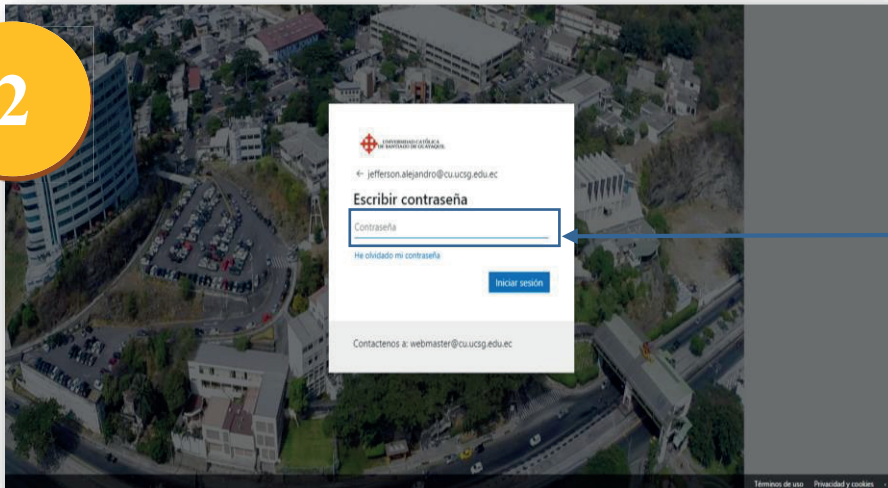 2
UNIVERSIDAD CATÓLICA
DE SANTIAGO DE GUAYAQUIL
← jefferson.alejandro@cu.ucsg.edu.ec
Escribir contraseña
Contraseña
He olvidado mi contraseña
Iniciar sesión
Contactenos a: webmaster@cu.ucsg.edu.ec
Términos de uso Privacidad y cookies